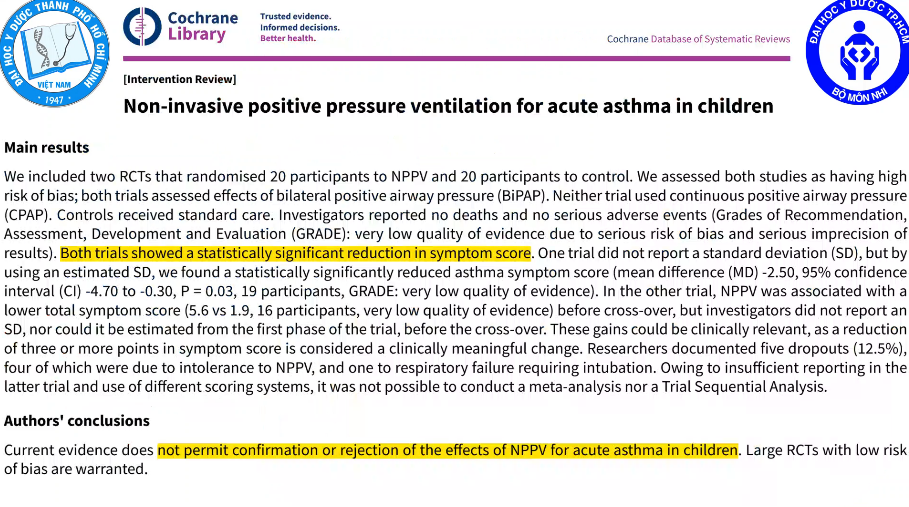 ĐẠI HỌC Y DƯỢC THÀNH PHỐ HỒ CHÍ MINH
VIỆT NAM
1947
Cochrane
Library
Trusted evidence.
Informed decisions.
Better health.
Cochrane Database of Systematic Reviews
ĐẠI HỌC Y DƯỢC TP.HCM
BỘ MÔN NHI
[Intervention Review]
Non-invasive positive pressure ventilation for acute asthma in children
Main results
We included two RCTs that randomised 20 participants to NPPV and 20 participants to control. We assessed both studies as having high
risk of bias; both trials assessed effects of bilateral positive airway pressure (BiPAP). Neither trial used continuous positive airway pressure
(CPAP). Controls received standard care. Investigators reported no deaths and no serious adverse events (Grades of Recommendation,
Assessment, Development and Evaluation (GRADE): very low quality of evidence due to serious risk of bias and serious imprecision of
results). Both trials showed a statistically significant reduction in symptom score. One trial did not report a standard deviation (SD), but by
using an estimated SD, we found a statistically significantly reduced asthma symptom score (mean difference (MD) -2.50, 95% confidence
interval (CI) -4.70 to -0.30, P = 0.03, 19 participants, GRADE: very low quality of evidence). In the other trial, NPPV was associated with a
lower total symptom score (5.6 vs 1.9, 16 participants, very low quality of evidence) before cross-over, but investigators did not report an
SD, nor could it be estimated from the first phase of the trial, before the cross-over. These gains could be clinically relevant, as a reduction
of three or more points in symptom score is considered a clinically meaningful change. Researchers documented five dropouts (12.5%),
four of which were due to intolerance to NPPV, and one to respiratory failure requiring intubation. Owing to insufficient reporting in the
latter trial and use of different scoring systems, it was not possible to conduct a meta-analysis nor a Trial Sequential Analysis.
Authors' conclusions
Current evidence does not permit confirmation or rejection of the effects of NPPV for acute asthma in children. Large RCTs with low risk
of bias are warranted.